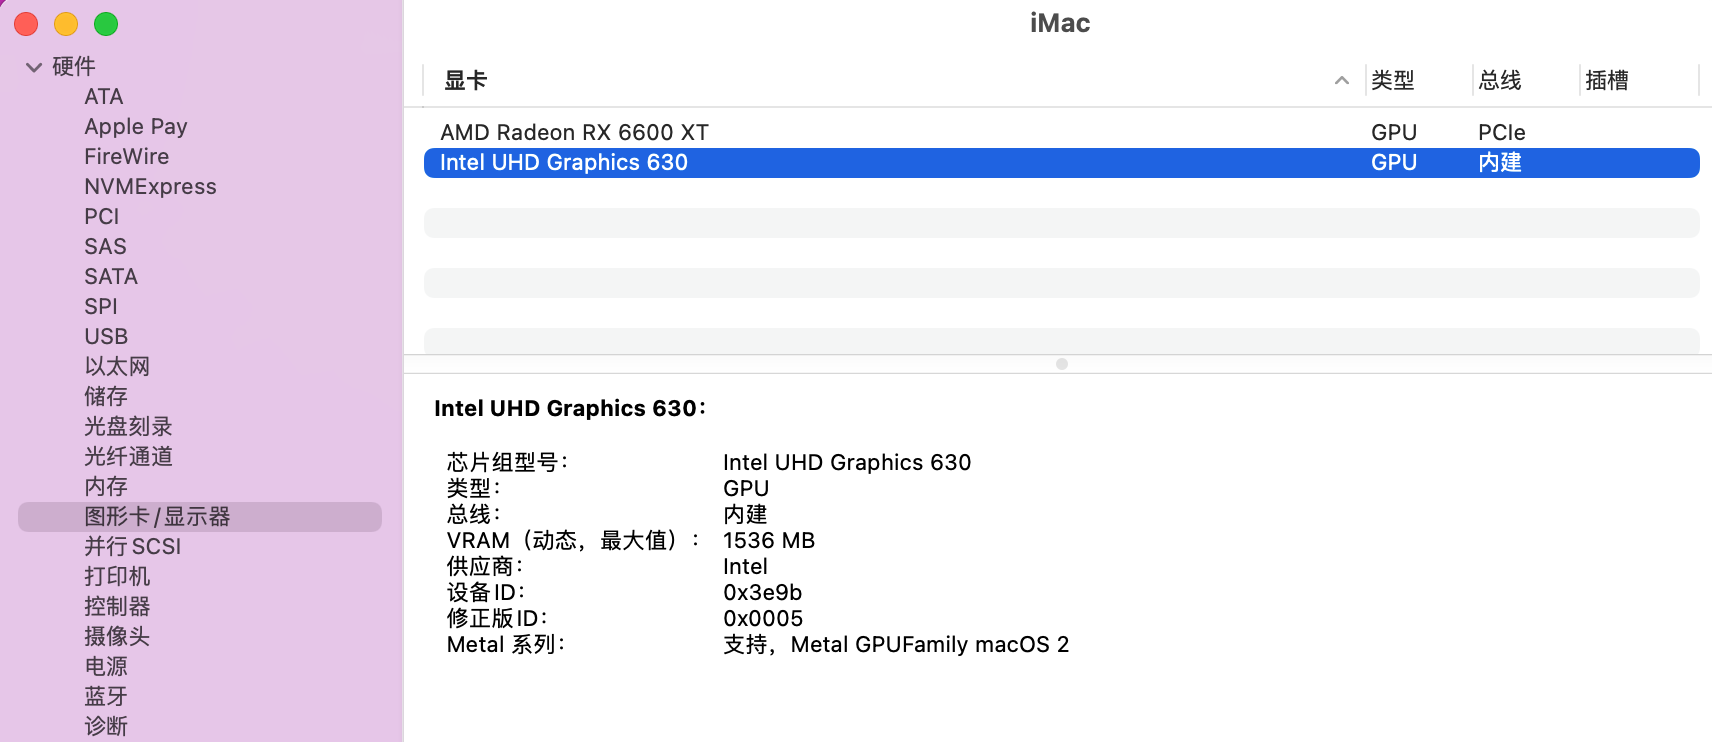 iMac
硬件
ATA
Apple Pay
FireWire
NVMExpress
PCI
SAS
SATA
SPI
USB
以太网
储存
光盘刻录
光纤通道
内存
图形卡/显示器
并行SCSI
打印机
控制器
摄像头
电源
蓝牙
诊断
显卡 类型 总线 插槽
AMD Radeon RX 6600 XT GPU PCIe
Intel UHD Graphics 630 GPU 内建
Intel UHD Graphics 630：
芯片组型号： Intel UHD Graphics 630
类型： GPU
总线： 内建
VRAM（动态，最大值）： 1536 MB
供应商： Intel
设备ID： 0x3e9b
修正版ID： 0x0005
Metal 系列： 支持，Metal GPUFamily macOS 2